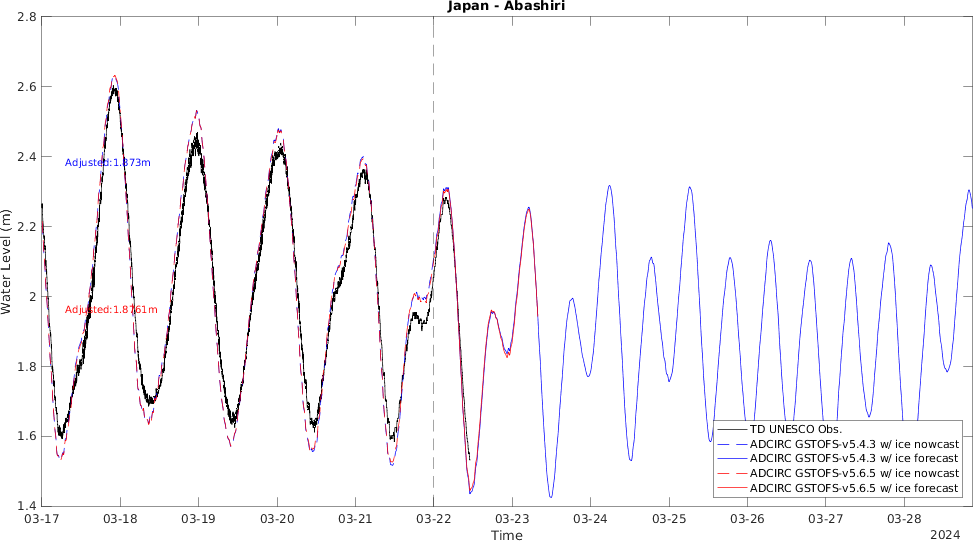 Japan - Abashiri
2.8
2.6
2.4
2.2
2
1.8
1.6
1.4
Water Level (m)
Adjusted:1.873m
Adjusted:1.8761m
TD UNESCO Obs.
ADCIRC GSTOFS-v5.4.3 w/ ice nowcast
ADCIRC GSTOFS-v5.4.3 w/ ice forecast
ADCIRC GSTOFS-v5.6.5 w/ ice nowcast
ADCIRC GSTOFS-v5.6.5 w/ ice forecast
03-17 03-18 03-19 03-20 03-21 03-22 03-23 03-24 03-25 03-26 03-27 03-28
Time
2024